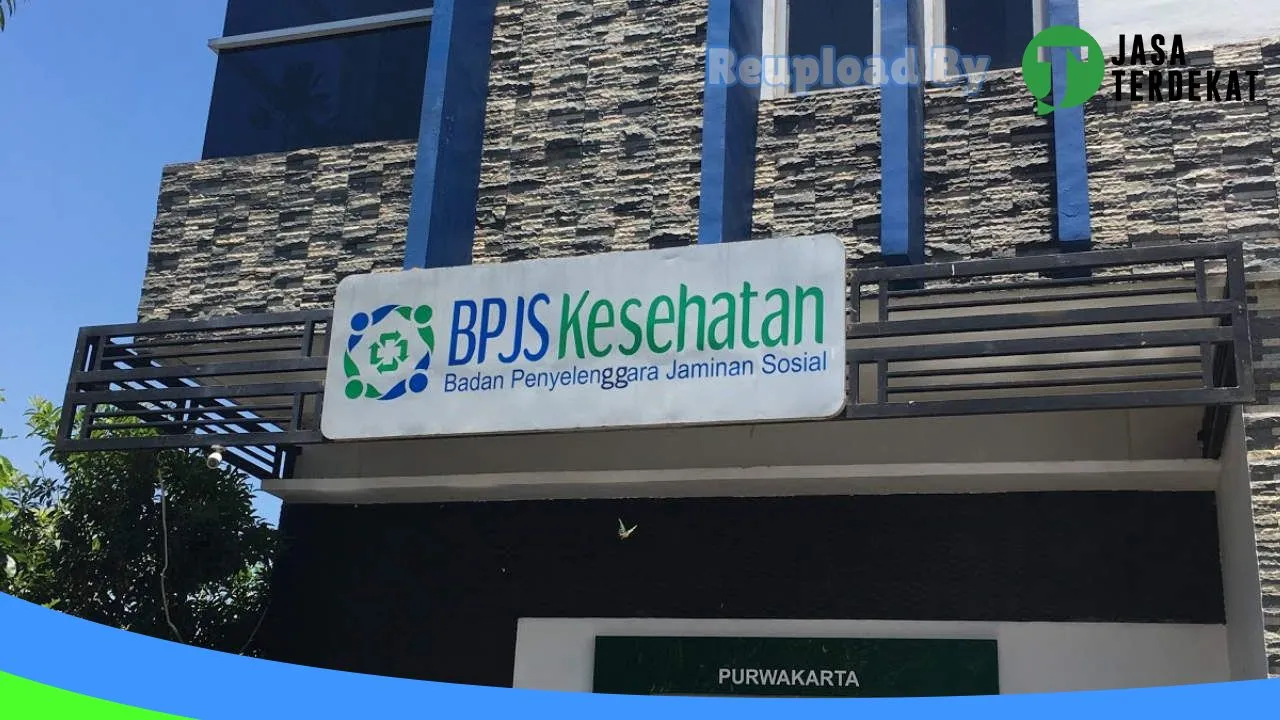 Reupload By
JASA
TERDEKAT
BPJS Kesehatan
Badan Penyelenggara Jaminan Sosial
PURWAKARTA